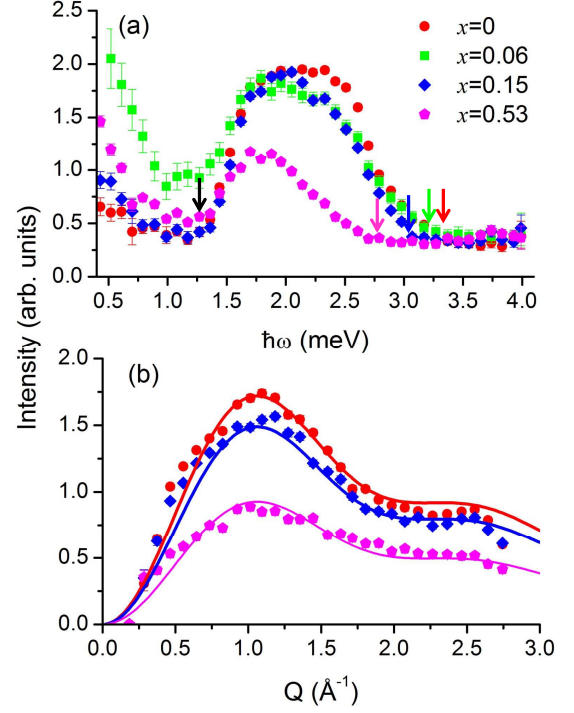 (a)
x=0
x=0.06
x=0.15
x=0.53
2.5
2.0
1.5
1.0
0.5
0.0
0.5 1.0 1.5 2.0 2.5 3.0 3.5 4.0
ħω (meV)
Intensity (arb. units)
(b)
2.0
1.5
1.0
0.5
0.0
0.0 0.5 1.0 1.5 2.0 2.5 3.0
Q (Å⁻¹)